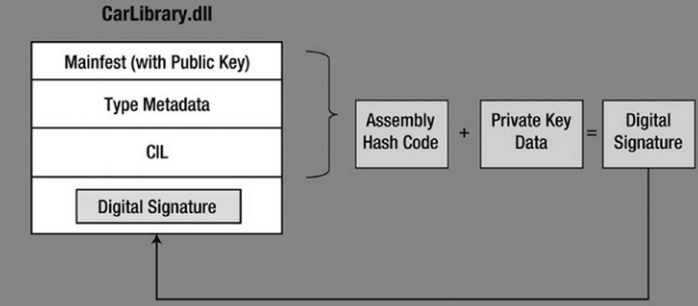 CarLibrary.dll
Mainfest (with Public Key)
Type Metadata
CIL
Digital Signature
Assembly
Hash Code
+
Private Key
Data
=
Digital
Signature